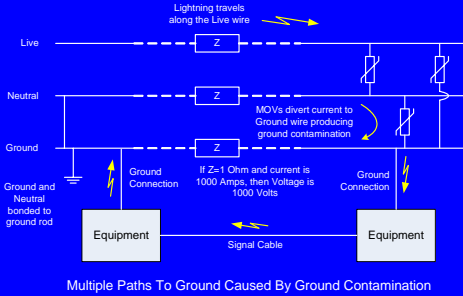 Lightning travels
along the Live wire
Live
Z
Neutral
Z
MOVs divert current to
Ground wire producing
ground contamination
Ground
Z
Ground
Connection
If Z=1 Ohm and current is
1000 Amps, then Voltage is
1000 Volts
Ground
Connection
Ground and
Neutral
bonded to
ground rod
Equipment
Signal Cable
Equipment
Multiple Paths To Ground Caused By Ground Contamination